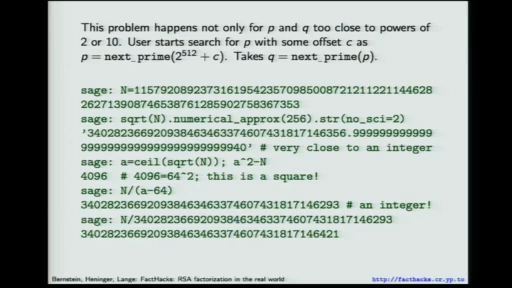 This problem happens not only for p and q too close to powers of
2 or 10. User starts search for p with some offset c as
p = next_prime(2^512 + c). Takes q = next_prime(p).
sage: N=115792089237316195423570985008721211221144628
262713908746538761285902758367353
sage: sqrt(N).numerical_approx(256).str(no_sci=2)
'340282366920938463463374607431817146356.999999999999
9999999999999999999999999940' # very close to an integer
sage: a=ceil(sqrt(N)); a^2-N
4096 # 4096=64^2; this is a square!
sage: N/(a-64)
340282366920938463463374607431817146293 # an integer!
sage: N/340282366920938463463374607431817146293
340282366920938463463374607431817146421
Bernstein, Heninger, Lange: FactHacks: RSA factorization in the real world
http://facthacks.cr.yp.to